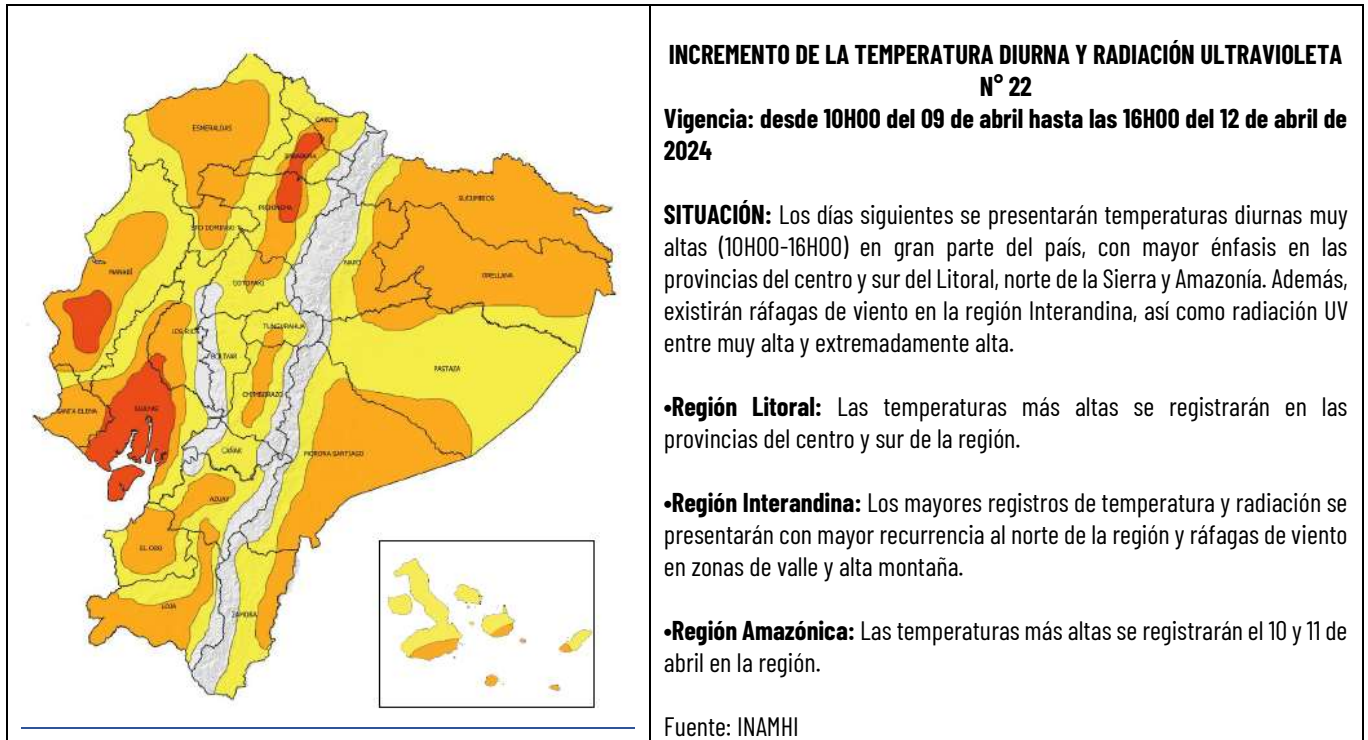 ESMERALDAS
CARCHI
IMBABURA
PICHINCHA
SUCUMBIOS
STO DOMINGO
NAPO
ORELLANA
MANABÍ
COTOPAXI
LOS RIOS
TUNGURAHUA
BOLIVAR
PASTAZA
CHIMBORAZO
SANTA ELENA
GUAYAS
CAÑAR
MORONA SANTIAGO
AZUAY
EL ORO
LOJA
ZAMORA
INCREMENTO DE LA TEMPERATURA DIURNA Y RADIACIÓN ULTRAVIOLETA
N° 22
Vigencia: desde 10H00 del 09 de abril hasta las 16H00 del 12 de abril de
2024
SITUACIÓN: Los días siguientes se presentarán temperaturas diurnas muy
altas (10H00-16H00) en gran parte del país, con mayor énfasis en las
provincias del centro y sur del Litoral, norte de la Sierra y Amazonía. Además,
existirán ráfagas de viento en la región Interandina, así como radiación UV
entre muy alta y extremadamente alta.
•Región Litoral: Las temperaturas más altas se registrarán en las
provincias del centro y sur de la región.
•Región Interandina: Los mayores registros de temperatura y radiación se
presentarán con mayor recurrencia al norte de la región y ráfagas de viento
en zonas de valle y alta montaña.
•Región Amazónica: Las temperaturas más altas se registrarán el 10 y 11 de
abril en la región.
Fuente: INAMHI